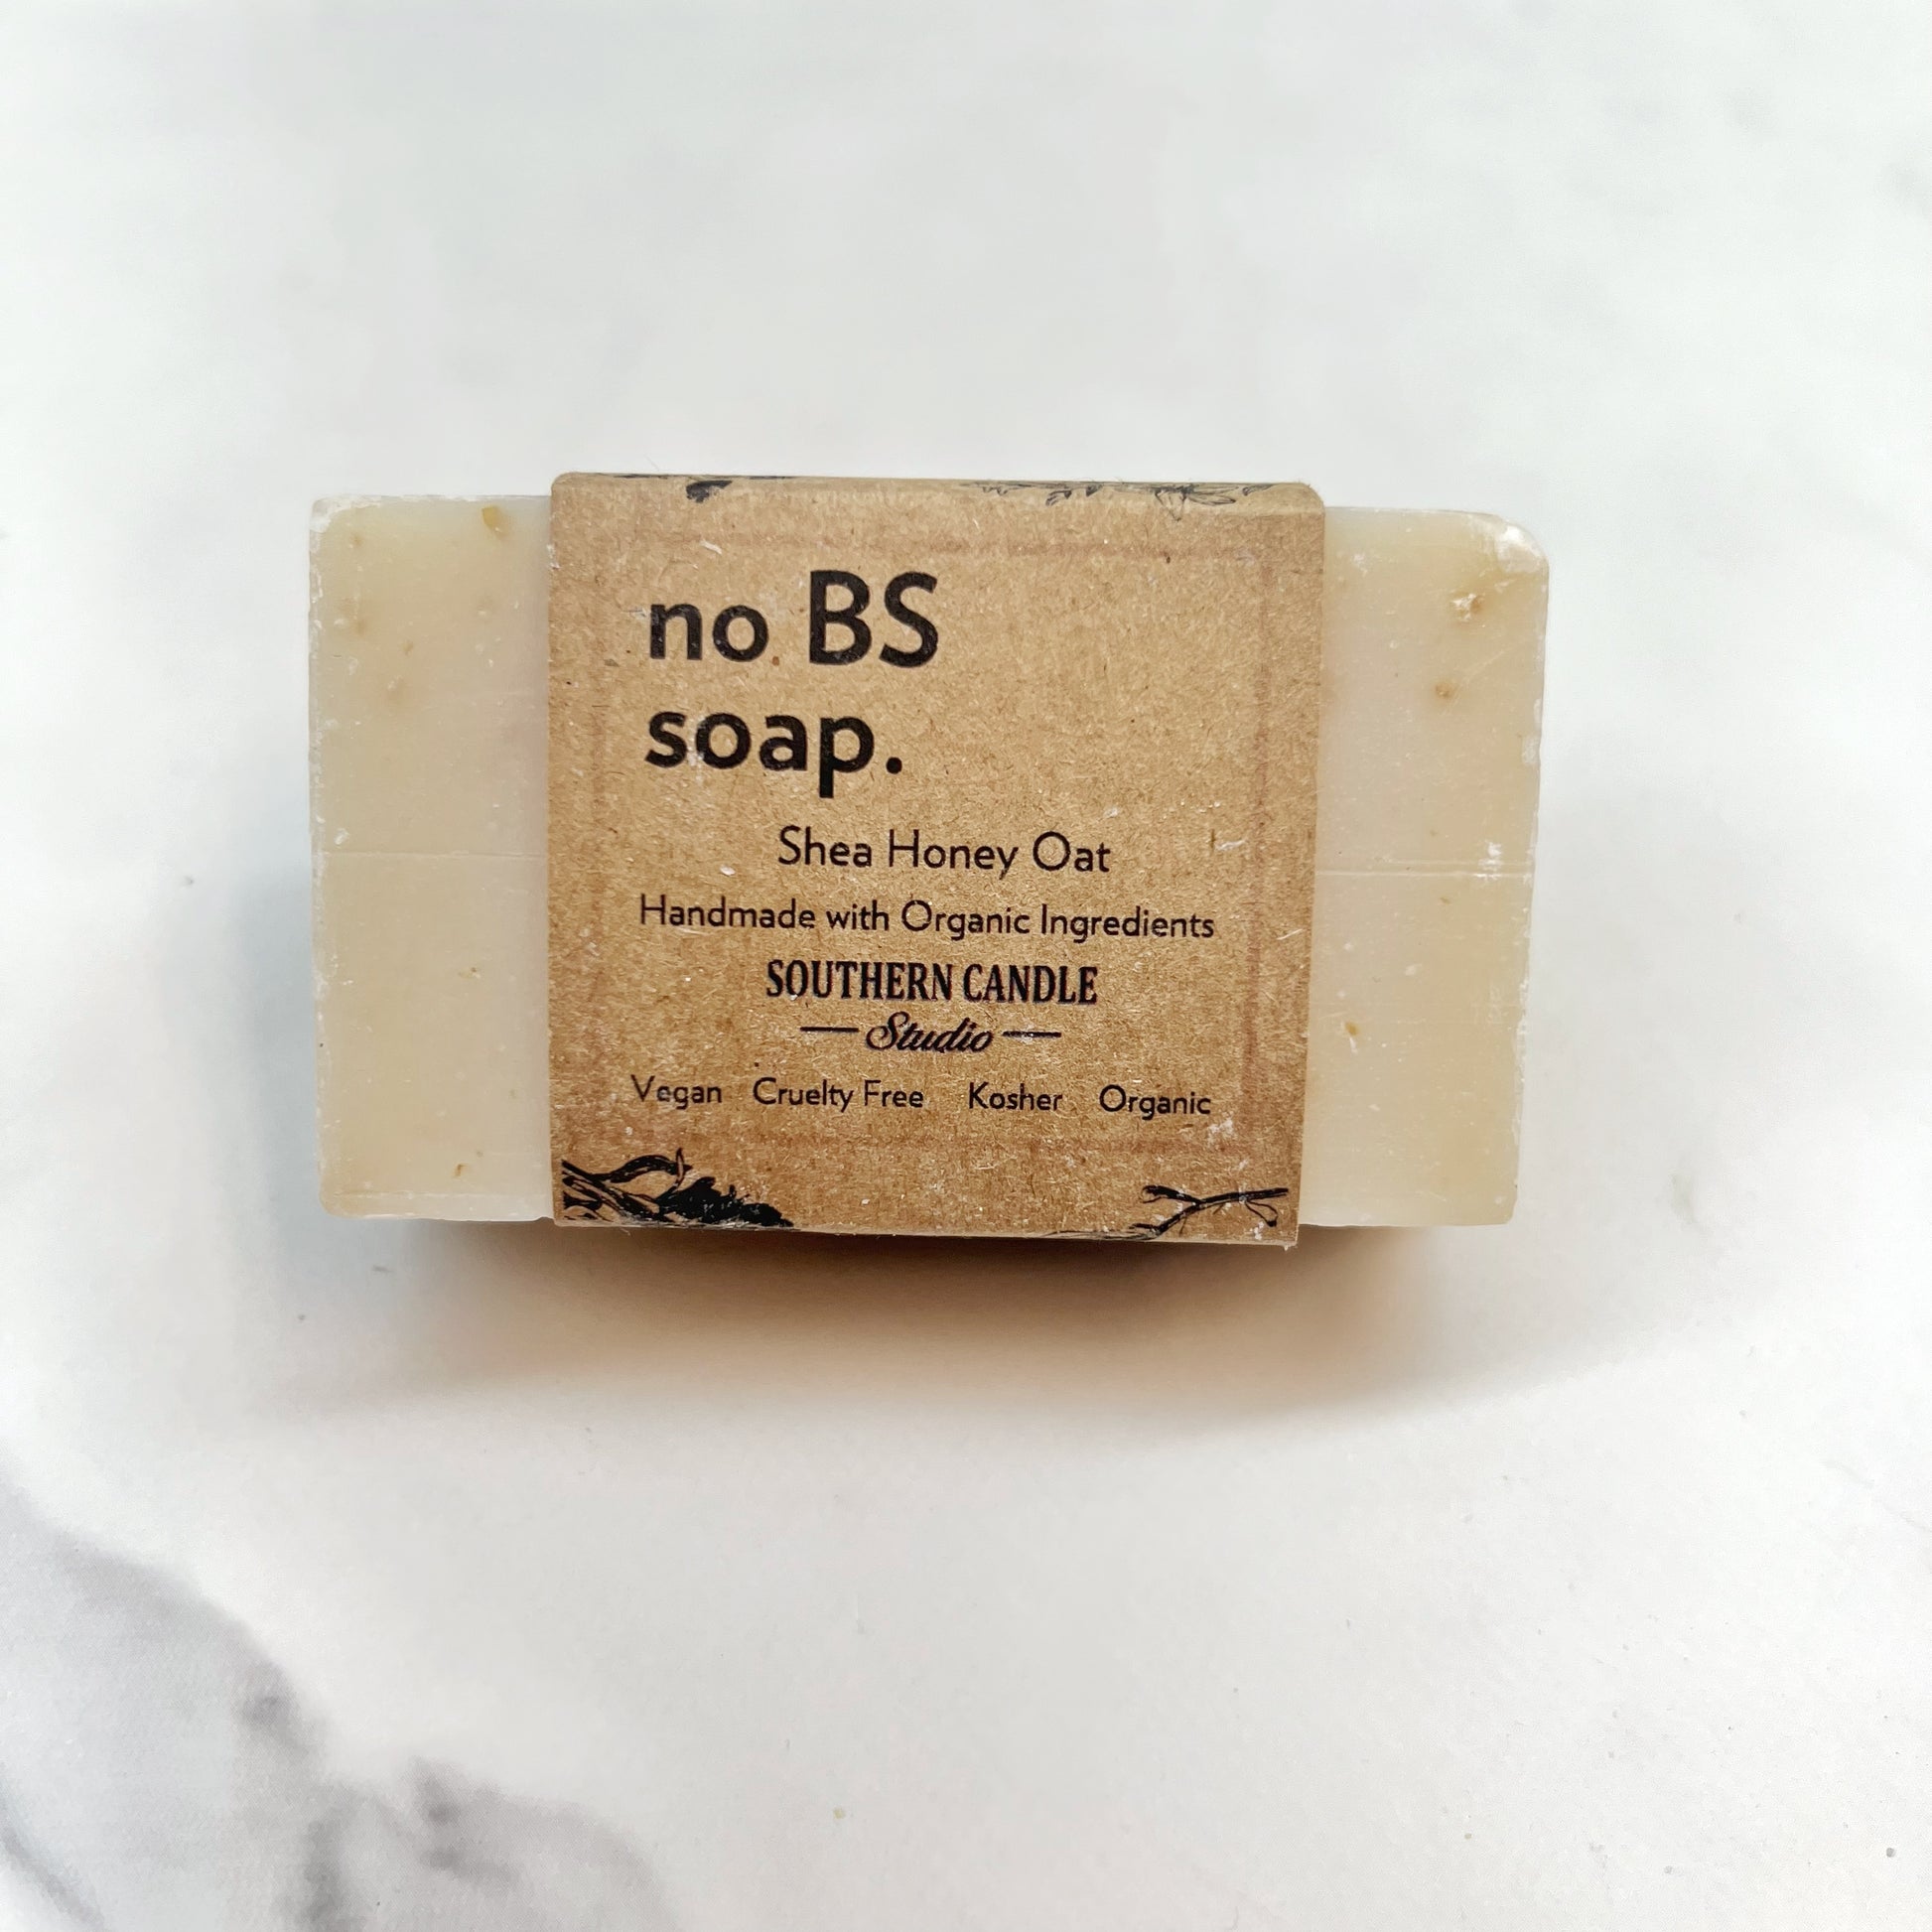 no BS
soap.
Shea Honey Oat
Handmade with Organic Ingredients
SOUTHERN CANDLE
Studio
Vegan Cruelty Free Kosher Organic